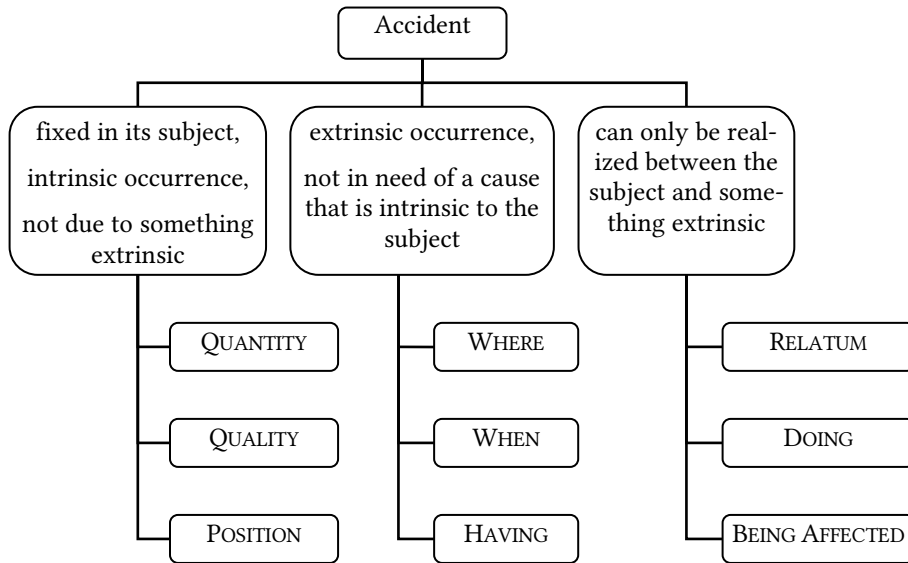 Accident
fixed in its subject,
intrinsic occurrence,
not due to something
extrinsic
extrinsic occurrence,
not in need of a cause
that is intrinsic to the
subject
can only be real-
ized between the
subject and some-
thing extrinsic
QUANTITY
WHERE
RELATUM
QUALITY
WHEN
DOING
POSITION
HAVING
BEING AFFECTED